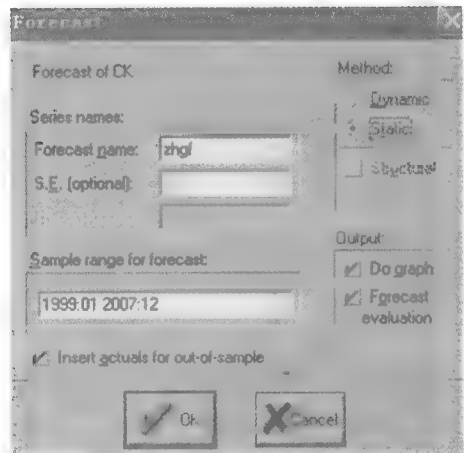 Forecast
Forecast of CK
Method:
Series names:
Dynamic
Forecast name: zhgf
Static
S.E. (optional):
Structural
Output:
Sample range for forecast:
Do graph
1999:01 2007:12
Forecast
evaluation
Insert actuals for out-of-sample
OK
Cancel